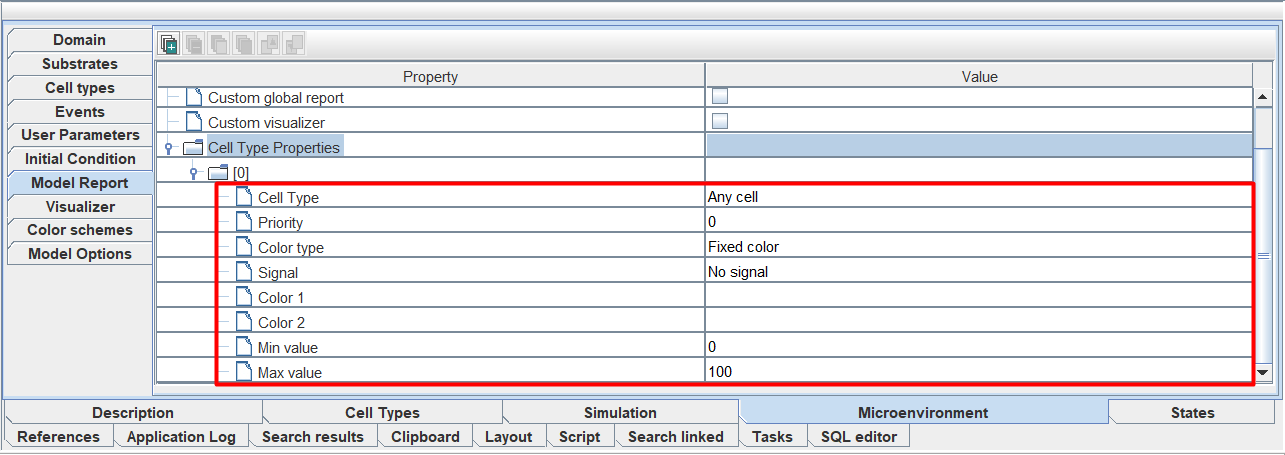 Domain
Substrates
Cell types
Events
User Parameters
Initial Condition
Model Report
Visualizer
Color schemes
Model Options
Property Value
Custom global report
Custom visualizer
Cell Type Properties
[0]
Cell Type Any cell
Priority 0
Color type Fixed color
Signal No signal
Color 1
Color 2
Min value 0
Max value 100
Description Cell Types Simulation Microenvironment States
References Application Log Search results Clipboard Layout Script Search linked Tasks SQL editor